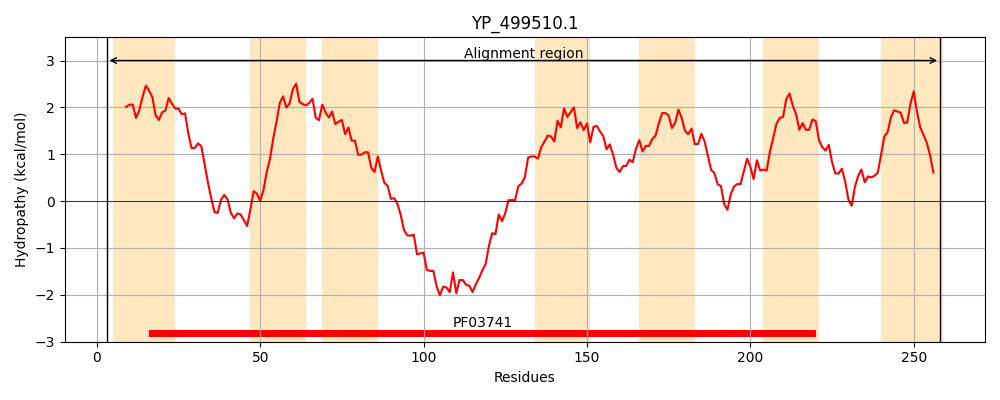 YP_499510.1
Alignment region
3
2
1
0
−1
−2
−3
Hydropathy (kcal/mol)
PF03741
0 50 100 150 200 250
Residues